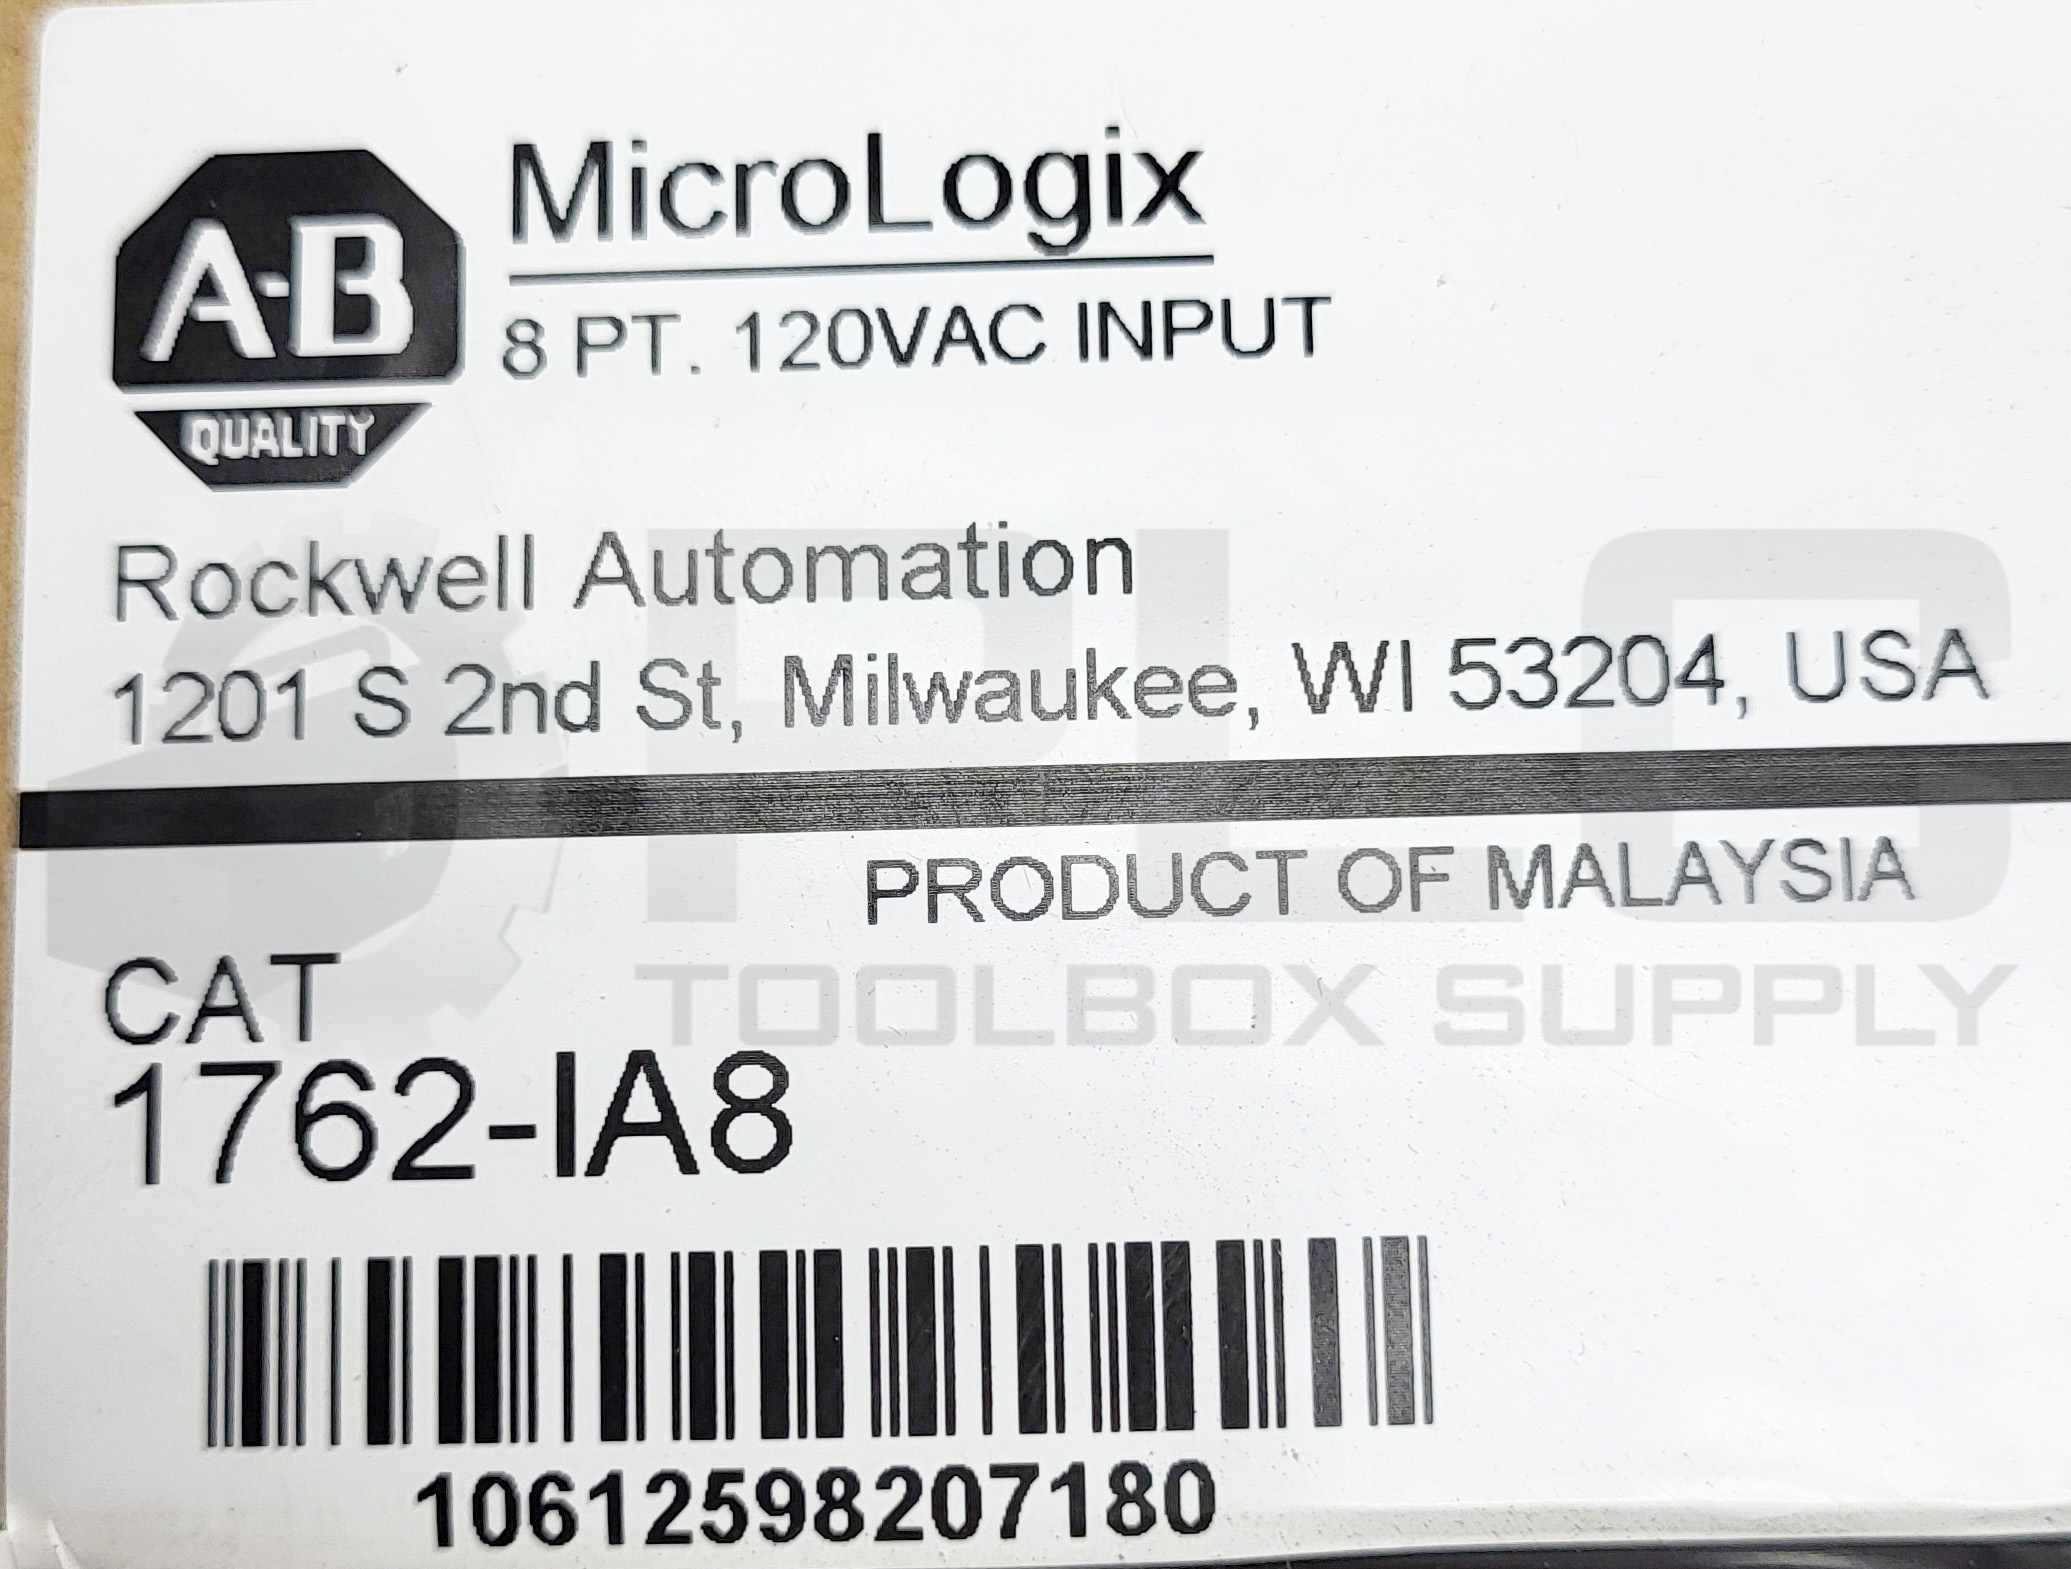 A-B
QUALITY
MicroLogix
8 PT. 120VAC INPUT
Rockwell Automation
1201 S 2nd St, Milwaukee, WI 53204, USA
PLC
TOOLBOX SUPPLY
PRODUCT OF MALAYSIA
CAT
1762-IA8
10612598207180